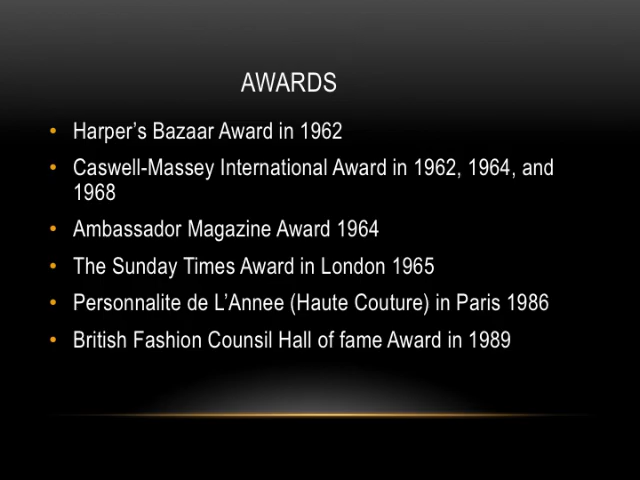 AWARDS
• Harper's Bazaar Award in 1962
• Caswell-Massey International Award in 1962, 1964, and
1968
• Ambassador Magazine Award 1964
• The Sunday Times Award in London 1965
• Personnalite de L'Annee (Haute Couture) in Paris 1986
• British Fashion Counsil Hall of fame Award in 1989